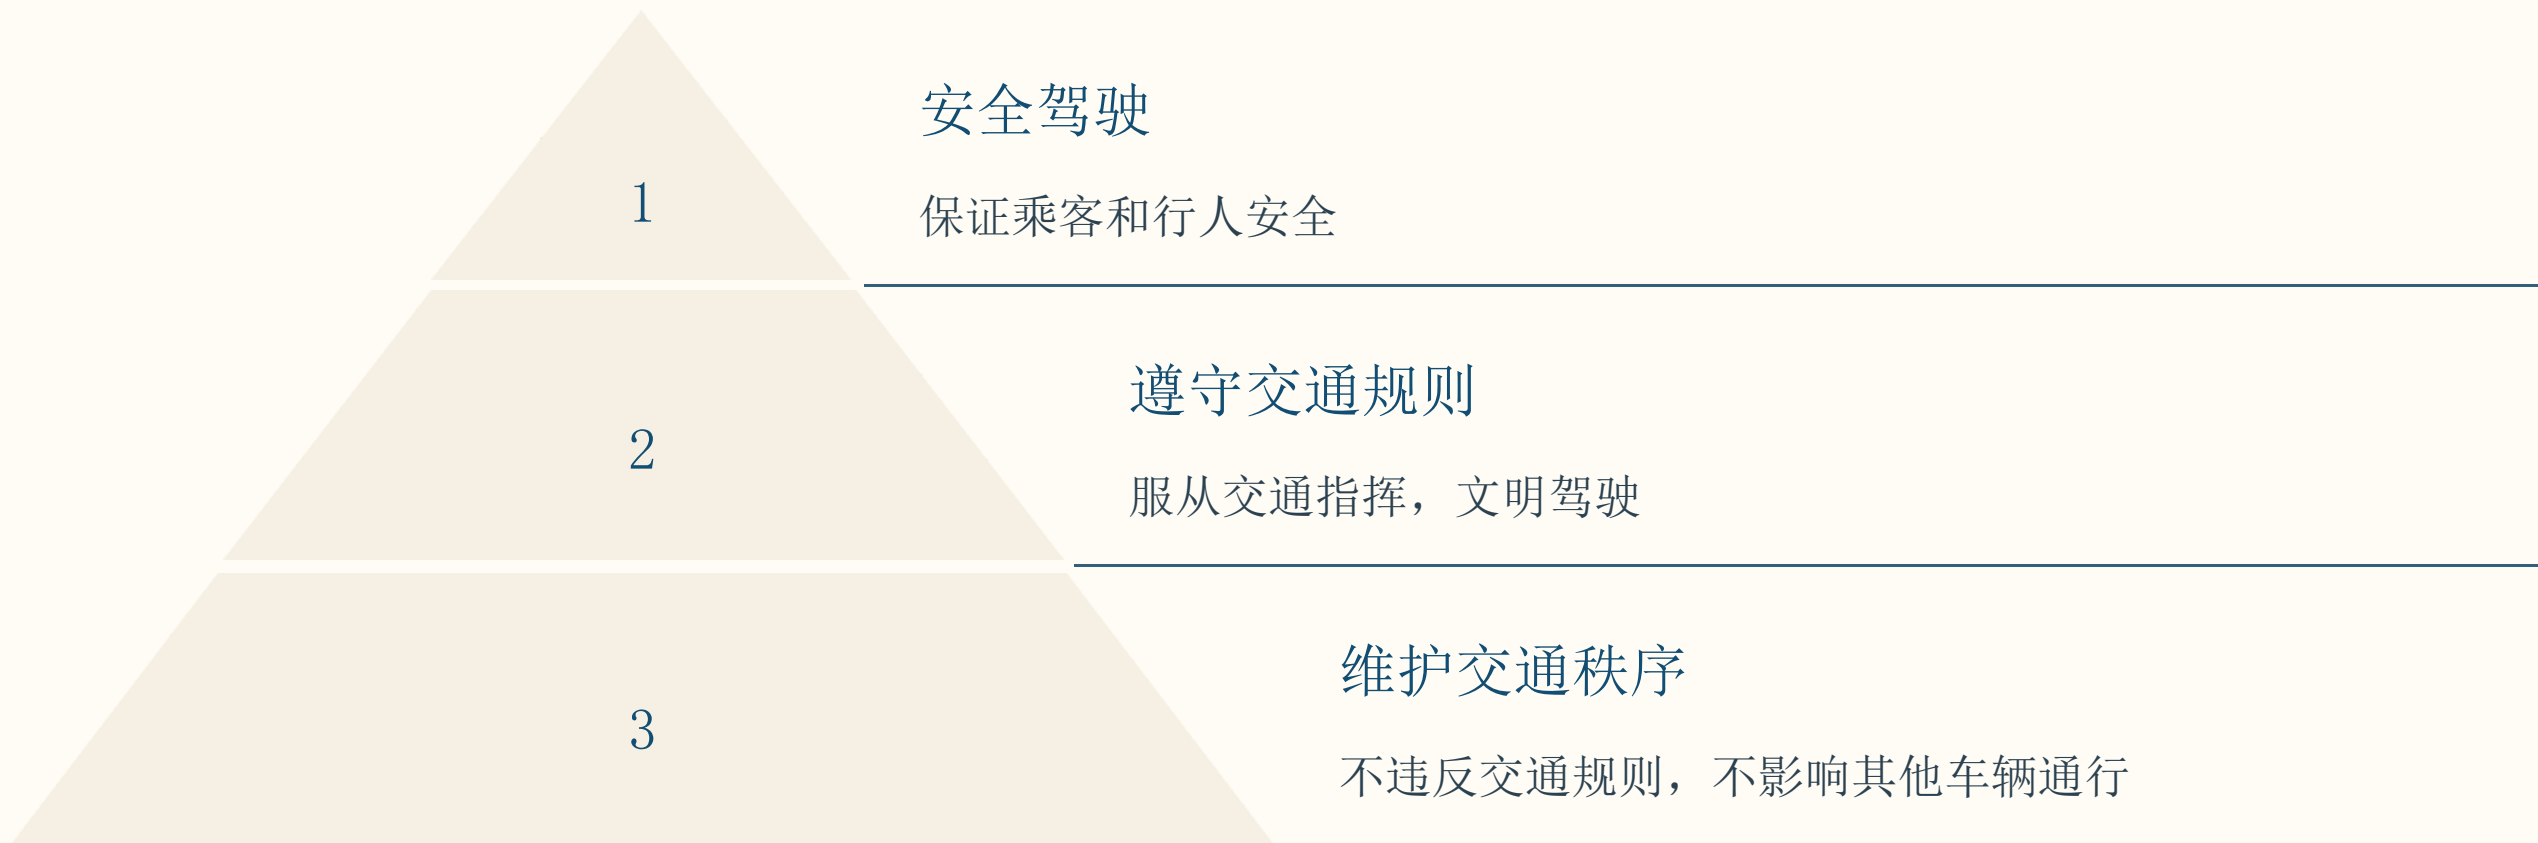 安全驾驶
1
保证乘客和行人安全
遵守交通规则
2
服从交通指挥，文明驾驶
维护交通秩序
3
不违反交通规则，不影响其他车辆通行